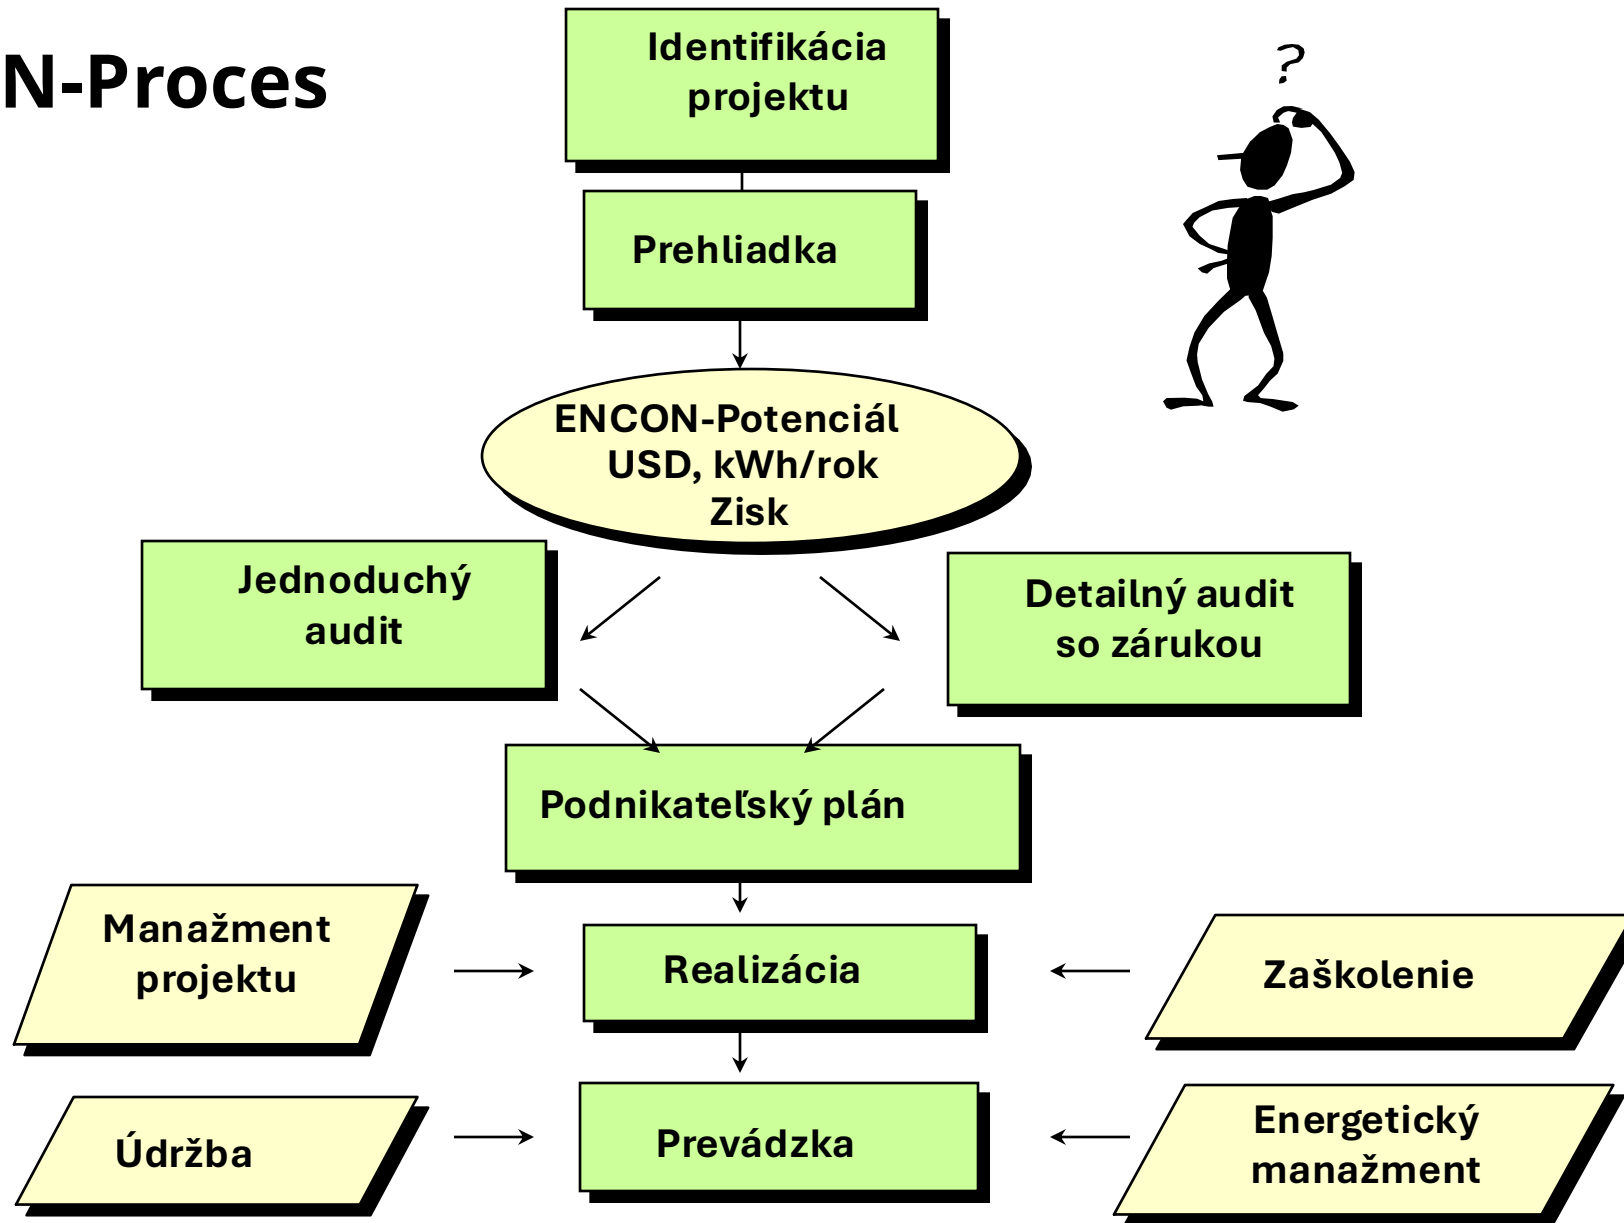 N-Proces
Identifikácia
projektu
?
Prehliadka
ENCON-Potenciál
USD, kWh/rok
Zisk
Jednoduchý
audit
Detailný audit
so zárukou
Podnikateľský plán
Manažment
projektu
Realizácia
Zaškolenie
Údržba
Prevádzka
Energetický
manažment